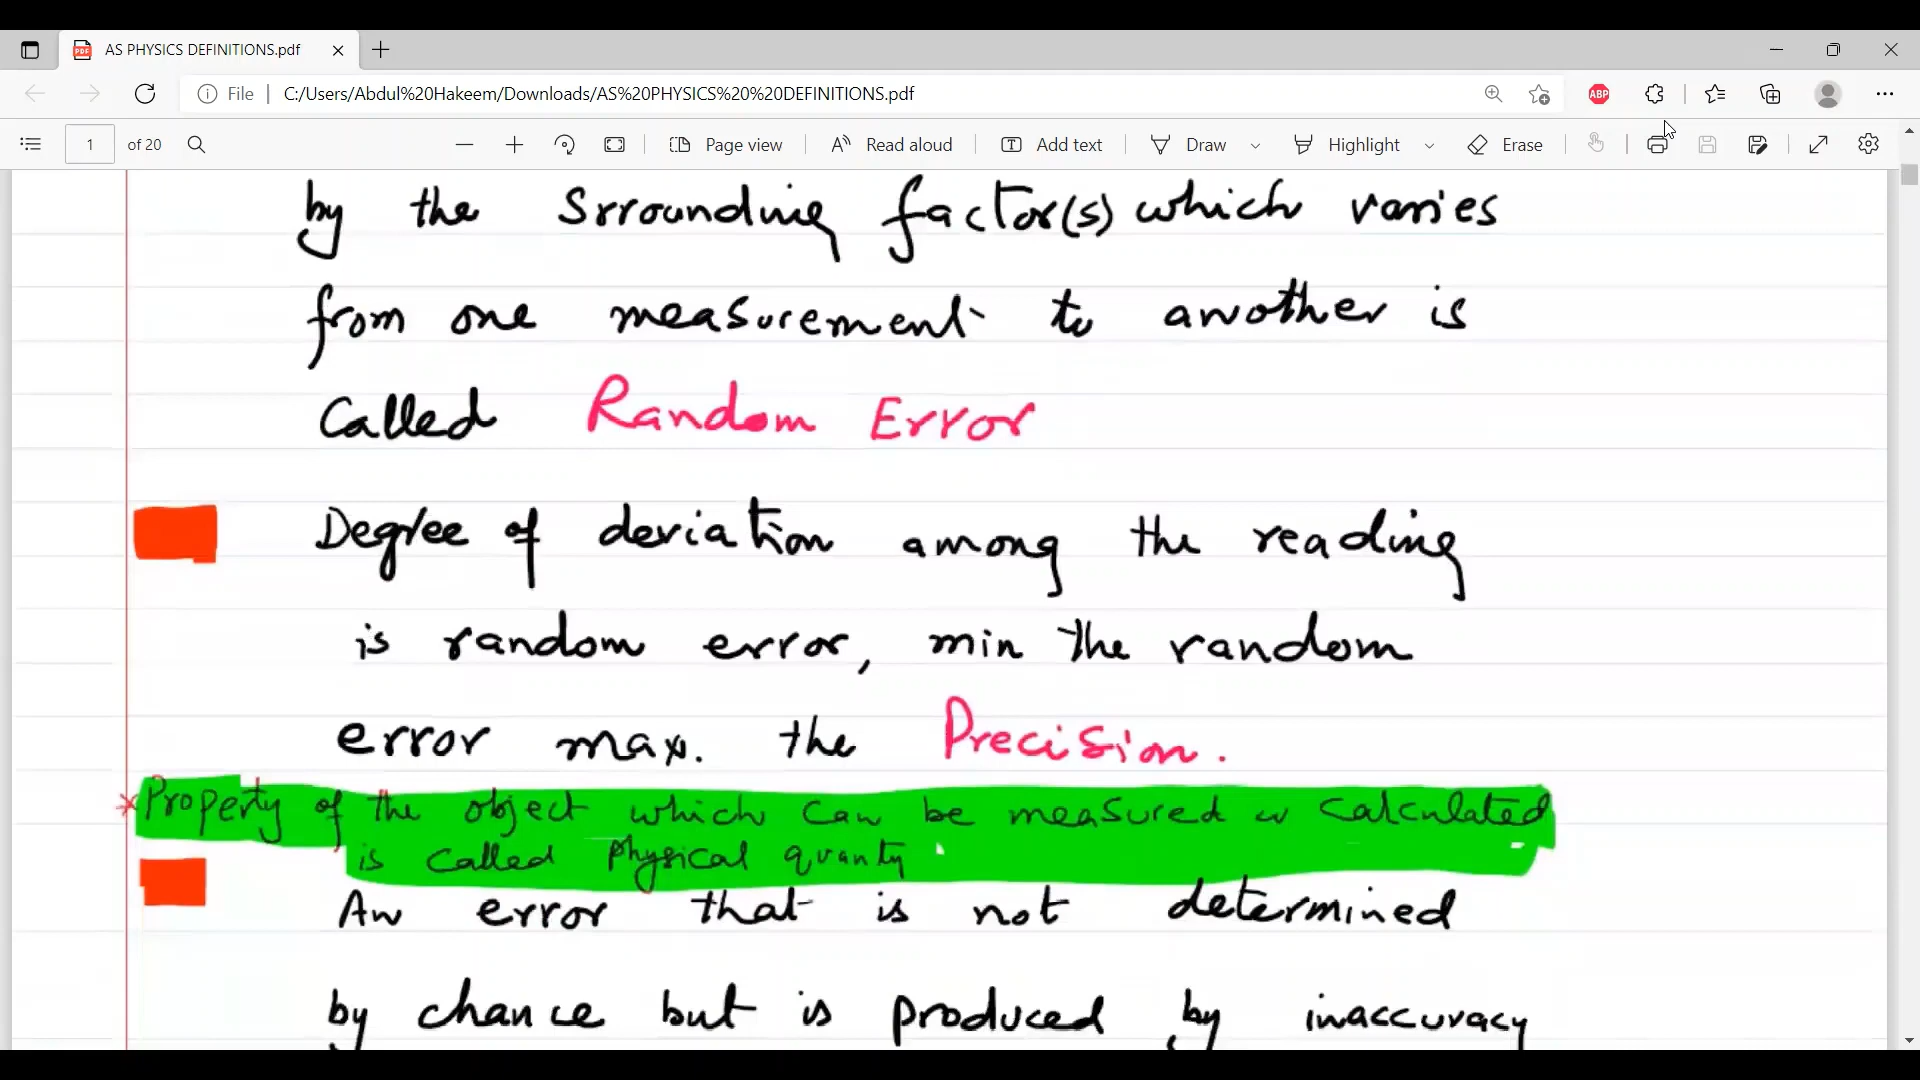 AS PHYSICS DEFINITIONS.pdf
File C:/Users/Abdul%20Hakeem/Downloads/AS%20PHYSICS%20%20DEFINITIONS.pdf ABP
1 of 20 Page view Read aloud Add text Draw Highlight Erase
by the Srrounding factor(s) which varies
from one measurement to another is
Called Random Error
Degree of deviation among the reading
is random error, min the random
error max. the Precision.
Property of the object which can be measured or calculated
is called physical quanty
An error that is not determined
by chance but is produced by inaccuracy